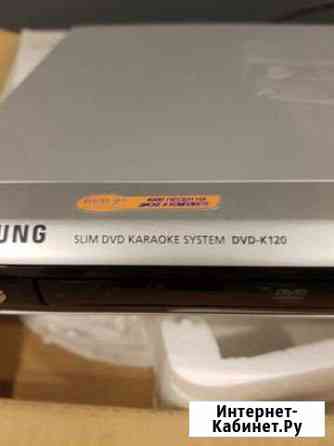 UNG SLIM DVD KARAOKE SYSTEM DVD-K120
DVD
Интернет-
Кабинет.Ру